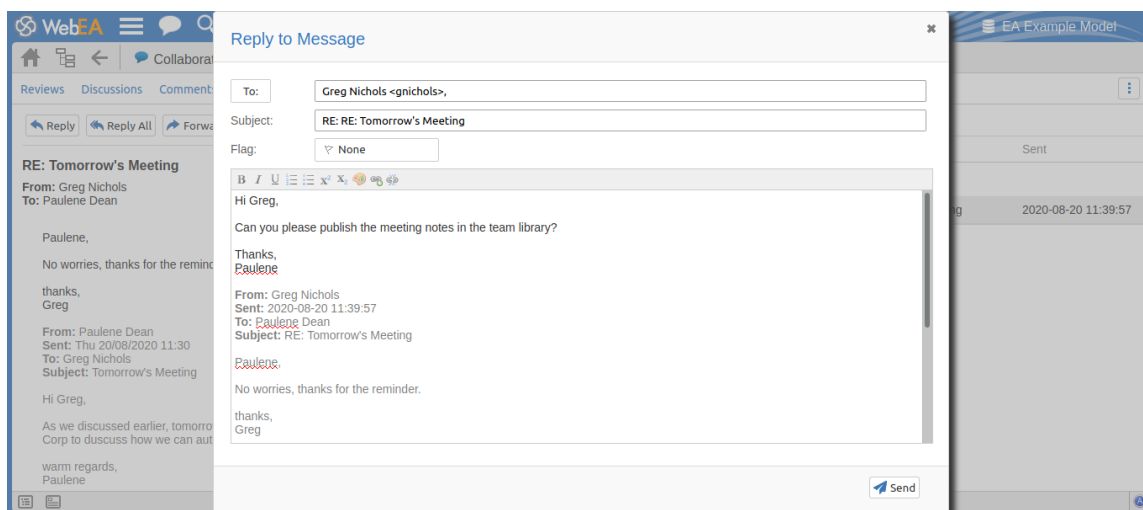 WebEA
EA Example Model
Reviews Discussions
Reply Reply All
RE: Tomorrow's Meeting
From: Greg Nichols
To: Paulene Dean
Paulene,
No worries, thanks for the
thanks,
Greg
From: Paulene Dean
Sent: Thu 20/08/2020 11:30
To: Greg Nichols
Subject: Tomorrow's Meeting
Hi Greg,
As we discussed earlier,
Corp to duscuss how we can
warm regards,
Paulene
Reply to Message
To: Greg Nichols <gnichols>,
Subject: RE: RE: Tomorrow's Meeting
Flag: None
B I U X² X₂
Hi Greg,
Can you please publish the meeting notes in the team library?
Thanks,
Paulene
From: Greg Nichols
Sent: 2020-08-20 11:39:57
To: Paulene Dean
Subject: RE: Tomorrow's Meeting
Paulene,
No worries, thanks for the reminder.
thanks,
Greg
Send
Sent
2020-08-20 11:39:57